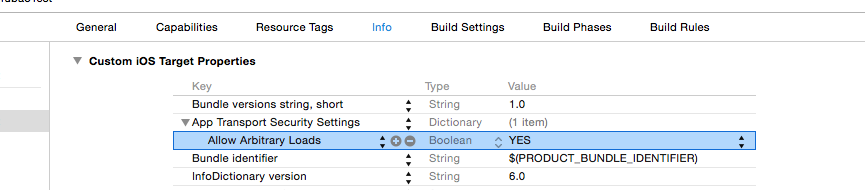 General Capabilities Resource Tags Info Build Settings Build Phases Build Rules
Custom iOS Target Properties
Key Type Value
Bundle versions string, short String 1.0
App Transport Security Settings Dictionary (1 item)
Allow Arbitrary Loads Boolean YES
Bundle identifier String $(PRODUCT_BUNDLE_IDENTIFIER)
InfoDictionary version String 6.0